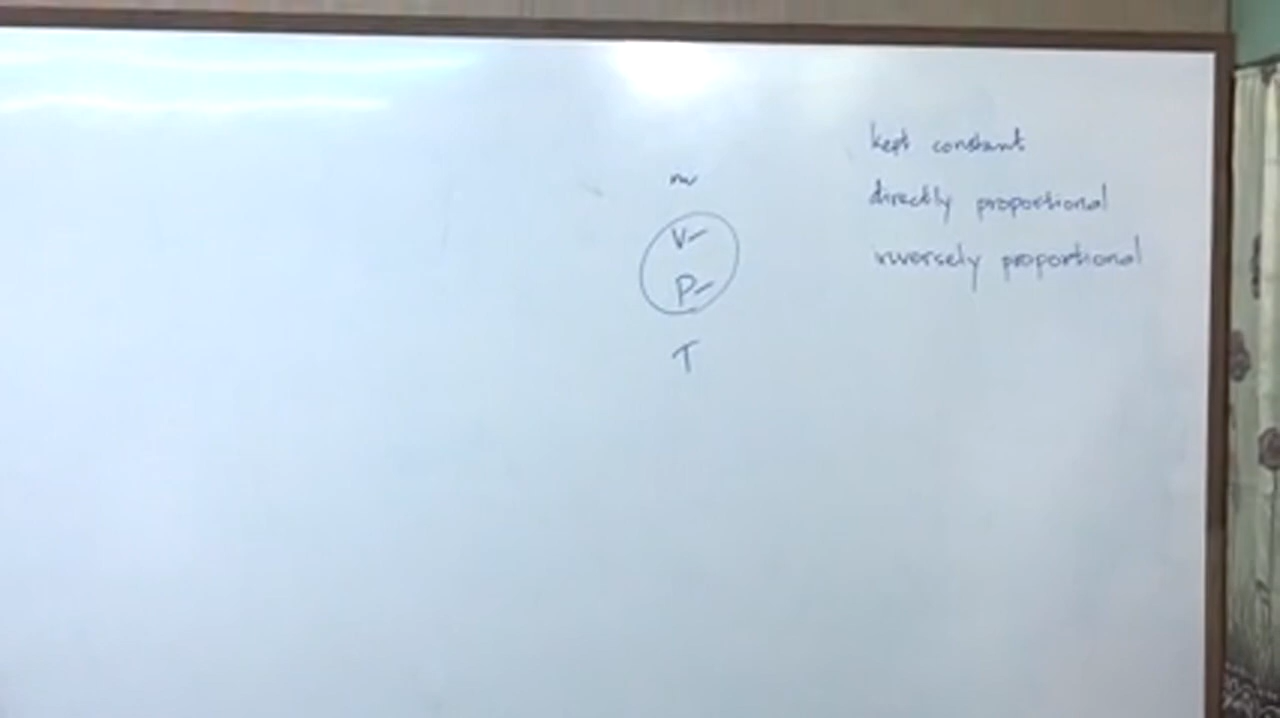 m
V
P
T
kept constant
directly proportional
inversely proportional